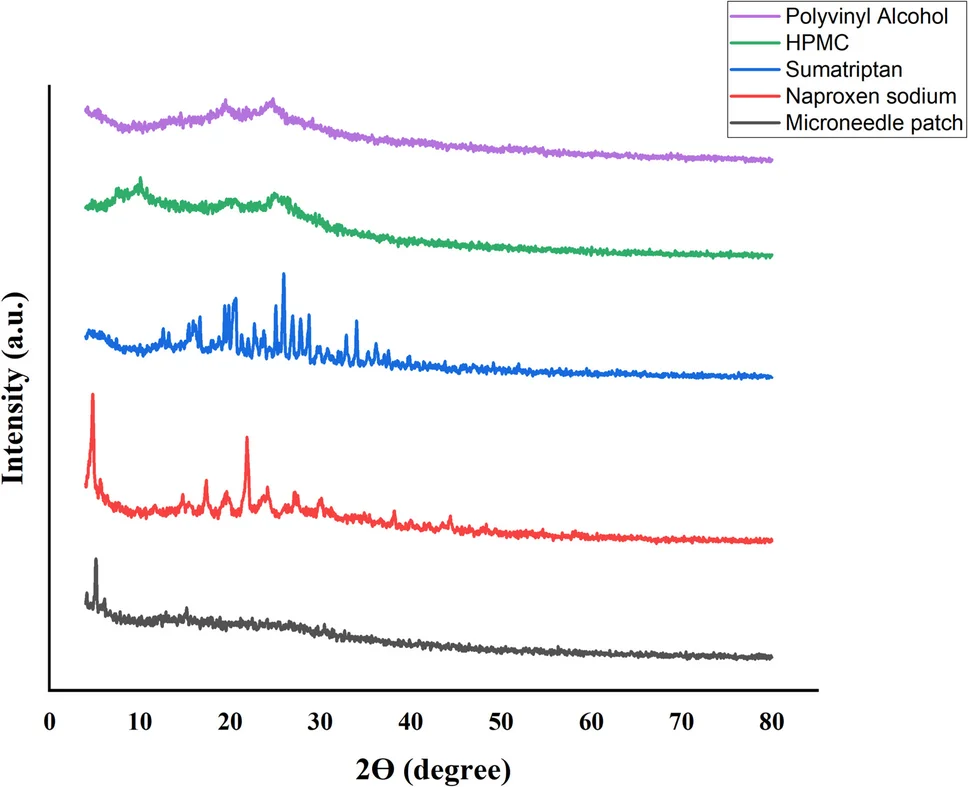 Polyvinyl Alcohol
HPMC
Sumatriptan
Naproxen sodium
Microneedle patch
Intensity (a.u.)
0 10 20 30 40 50 60 70 80
2Ɵ (degree)